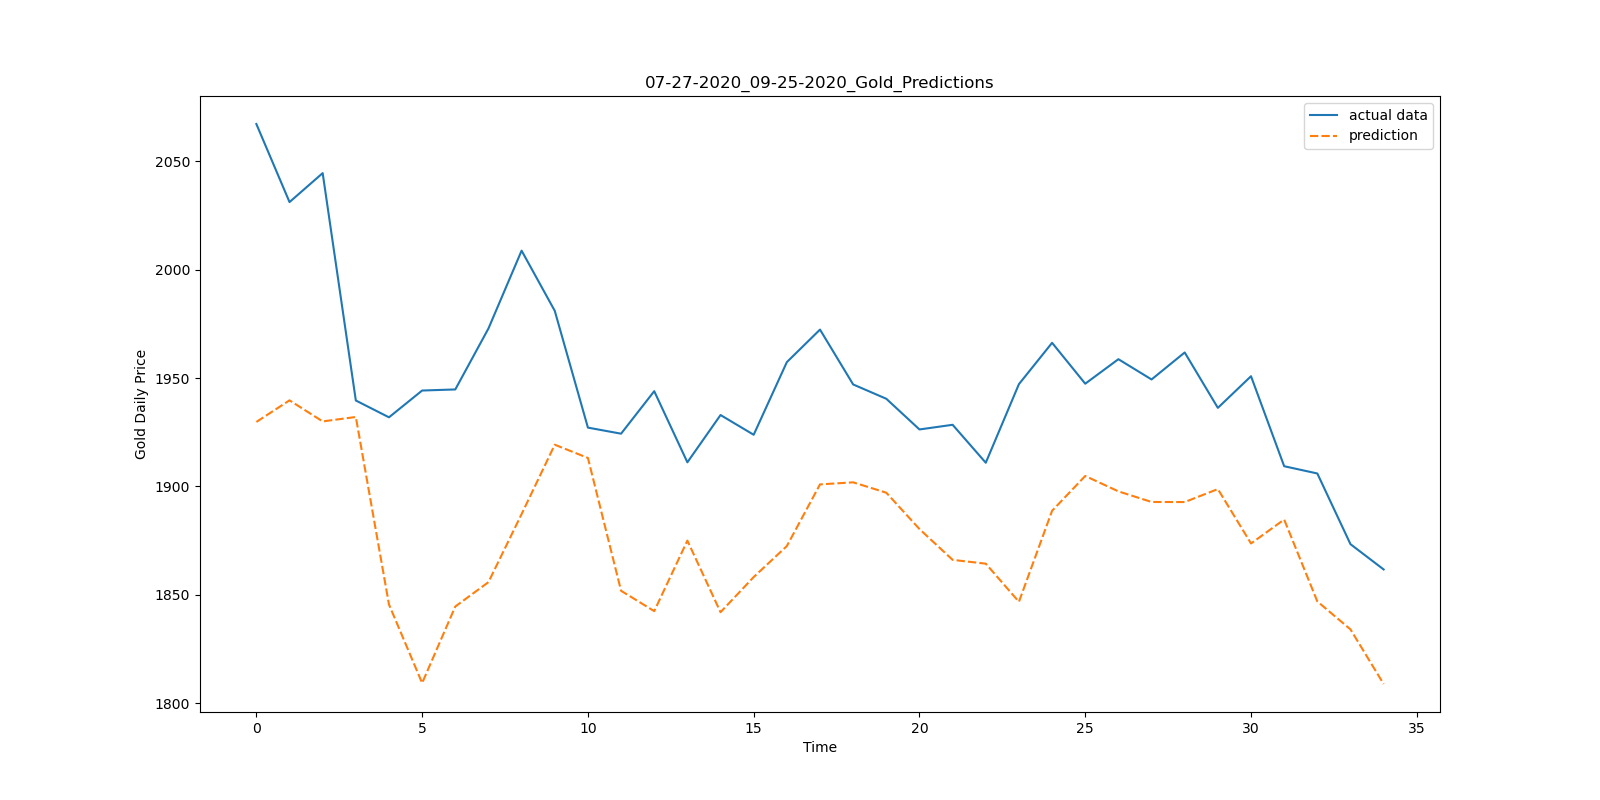 07-27-2020_09-25-2020_Gold_Predictions
actual data
prediction
2050
2000
1950
1900
1850
1800
Gold Daily Price
0 5 10 15 20 25 30 35
Time